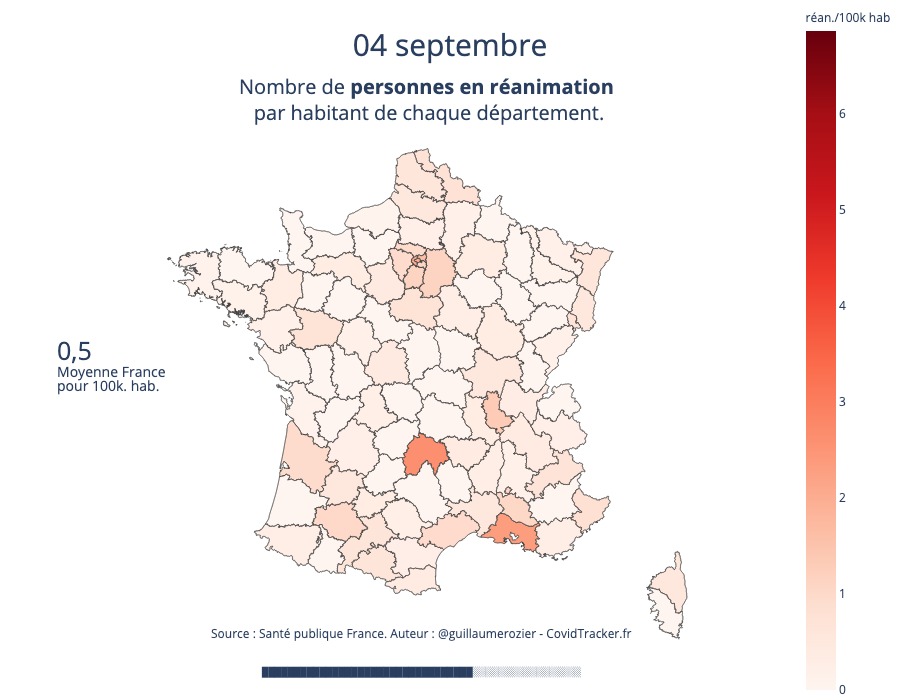 réan./100k hab
04 septembre
Nombre de personnes en réanimation
par habitant de chaque département.
6
5
4
3
2
1
0
0,5
Moyenne France
pour 100k. hab.
Source : Santé publique France. Auteur : @guillaumerozier - CovidTracker.fr